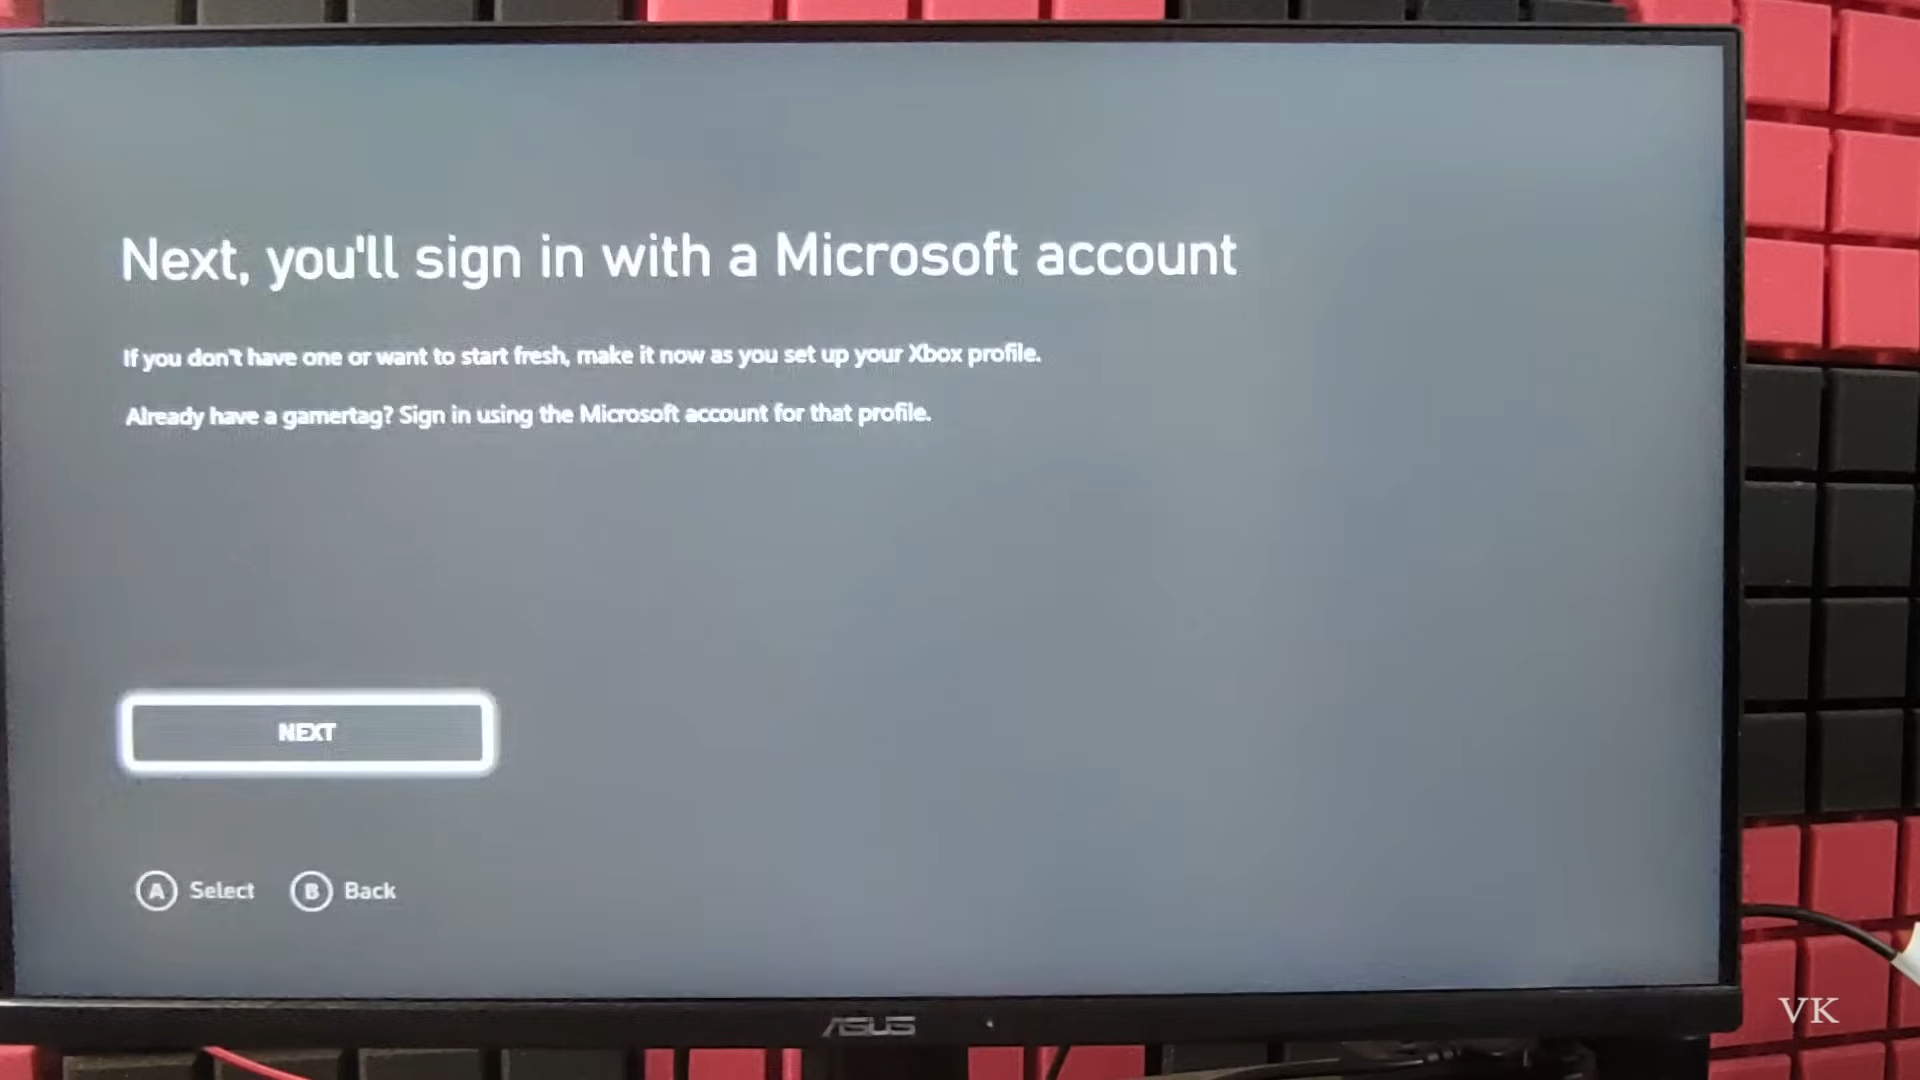 Next, you'll sign in with a Microsoft account
If you don't have one or want to start fresh, make it now as you set up your Xbox profile.
Already have a gamertag? Sign in using the Microsoft account for that profile.
NEXT
A Select B Back
ASUS
VK